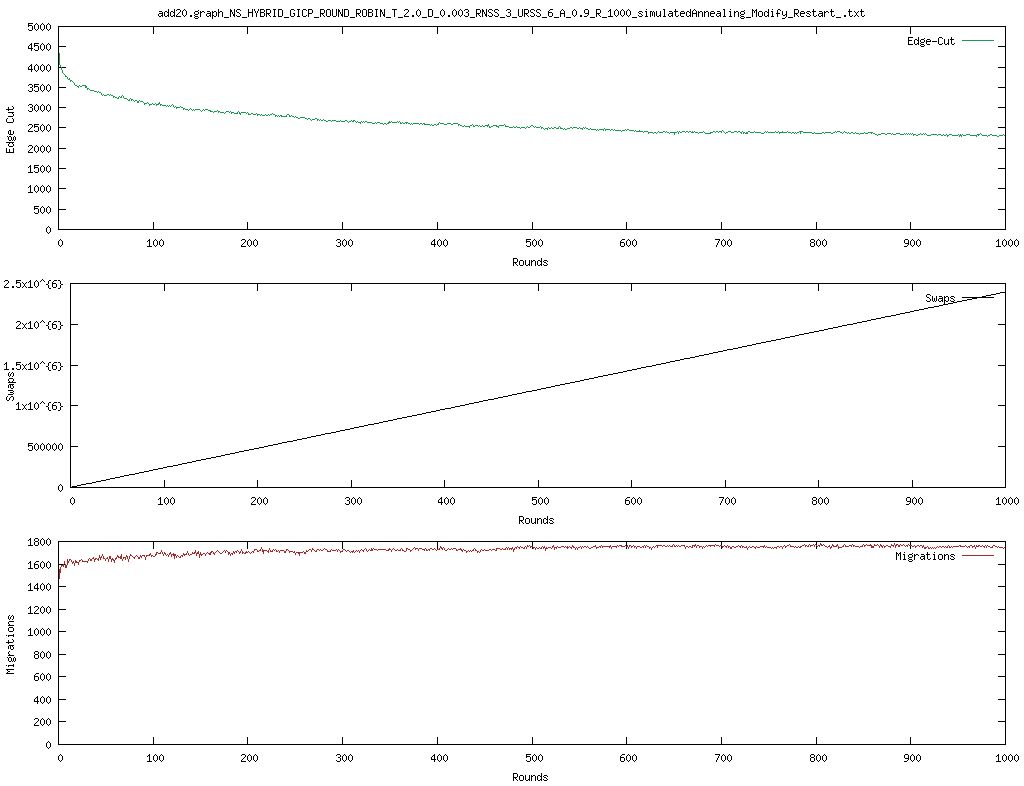 add20.graph_NS_HYBRID_GICP_ROUND_ROBIN_T_2.0_D_0.003_RNSS_3_URSS_6_A_0.9_R_1000_simulatedAnnealing_Modify_Restart_.txt
5000
4500
4000
3500
3000
2500
2000
1500
1000
500
0
Edge Cut
Edge-Cut
0 100 200 300 400 500 600 700 800 900 1000
Rounds
2.5x10^{6}
2x10^{6}
1.5x10^{6}
1x10^{6}
500000
0
Swaps
Swaps
0 100 200 300 400 500 600 700 800 900 1000
Rounds
1800
1600
1400
1200
1000
800
600
400
200
0
Migrations
Migrations
0 100 200 300 400 500 600 700 800 900 1000
Rounds